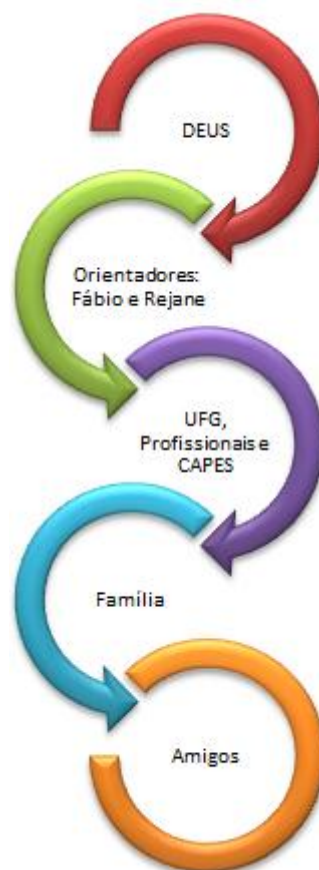 DEUS
Orientadores:
Fábio e Rejane
UFG,
Profissionais e
CAPES
Família
Amigos